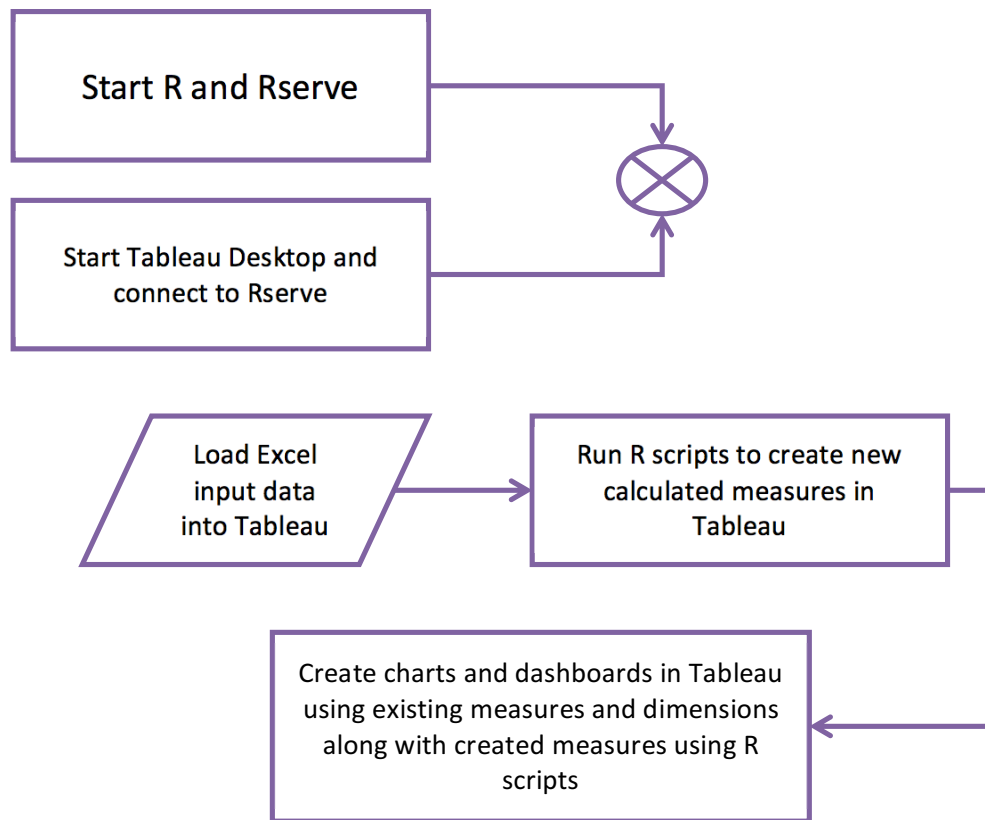 Start R and Rserve
Start Tableau Desktop and
connect to Rserve
Load Excel
input data
into Tableau
Run R scripts to create new
calculated measures in
Tableau
Create charts and dashboards in Tableau
using existing measures and dimensions
along with created measures using R
scripts